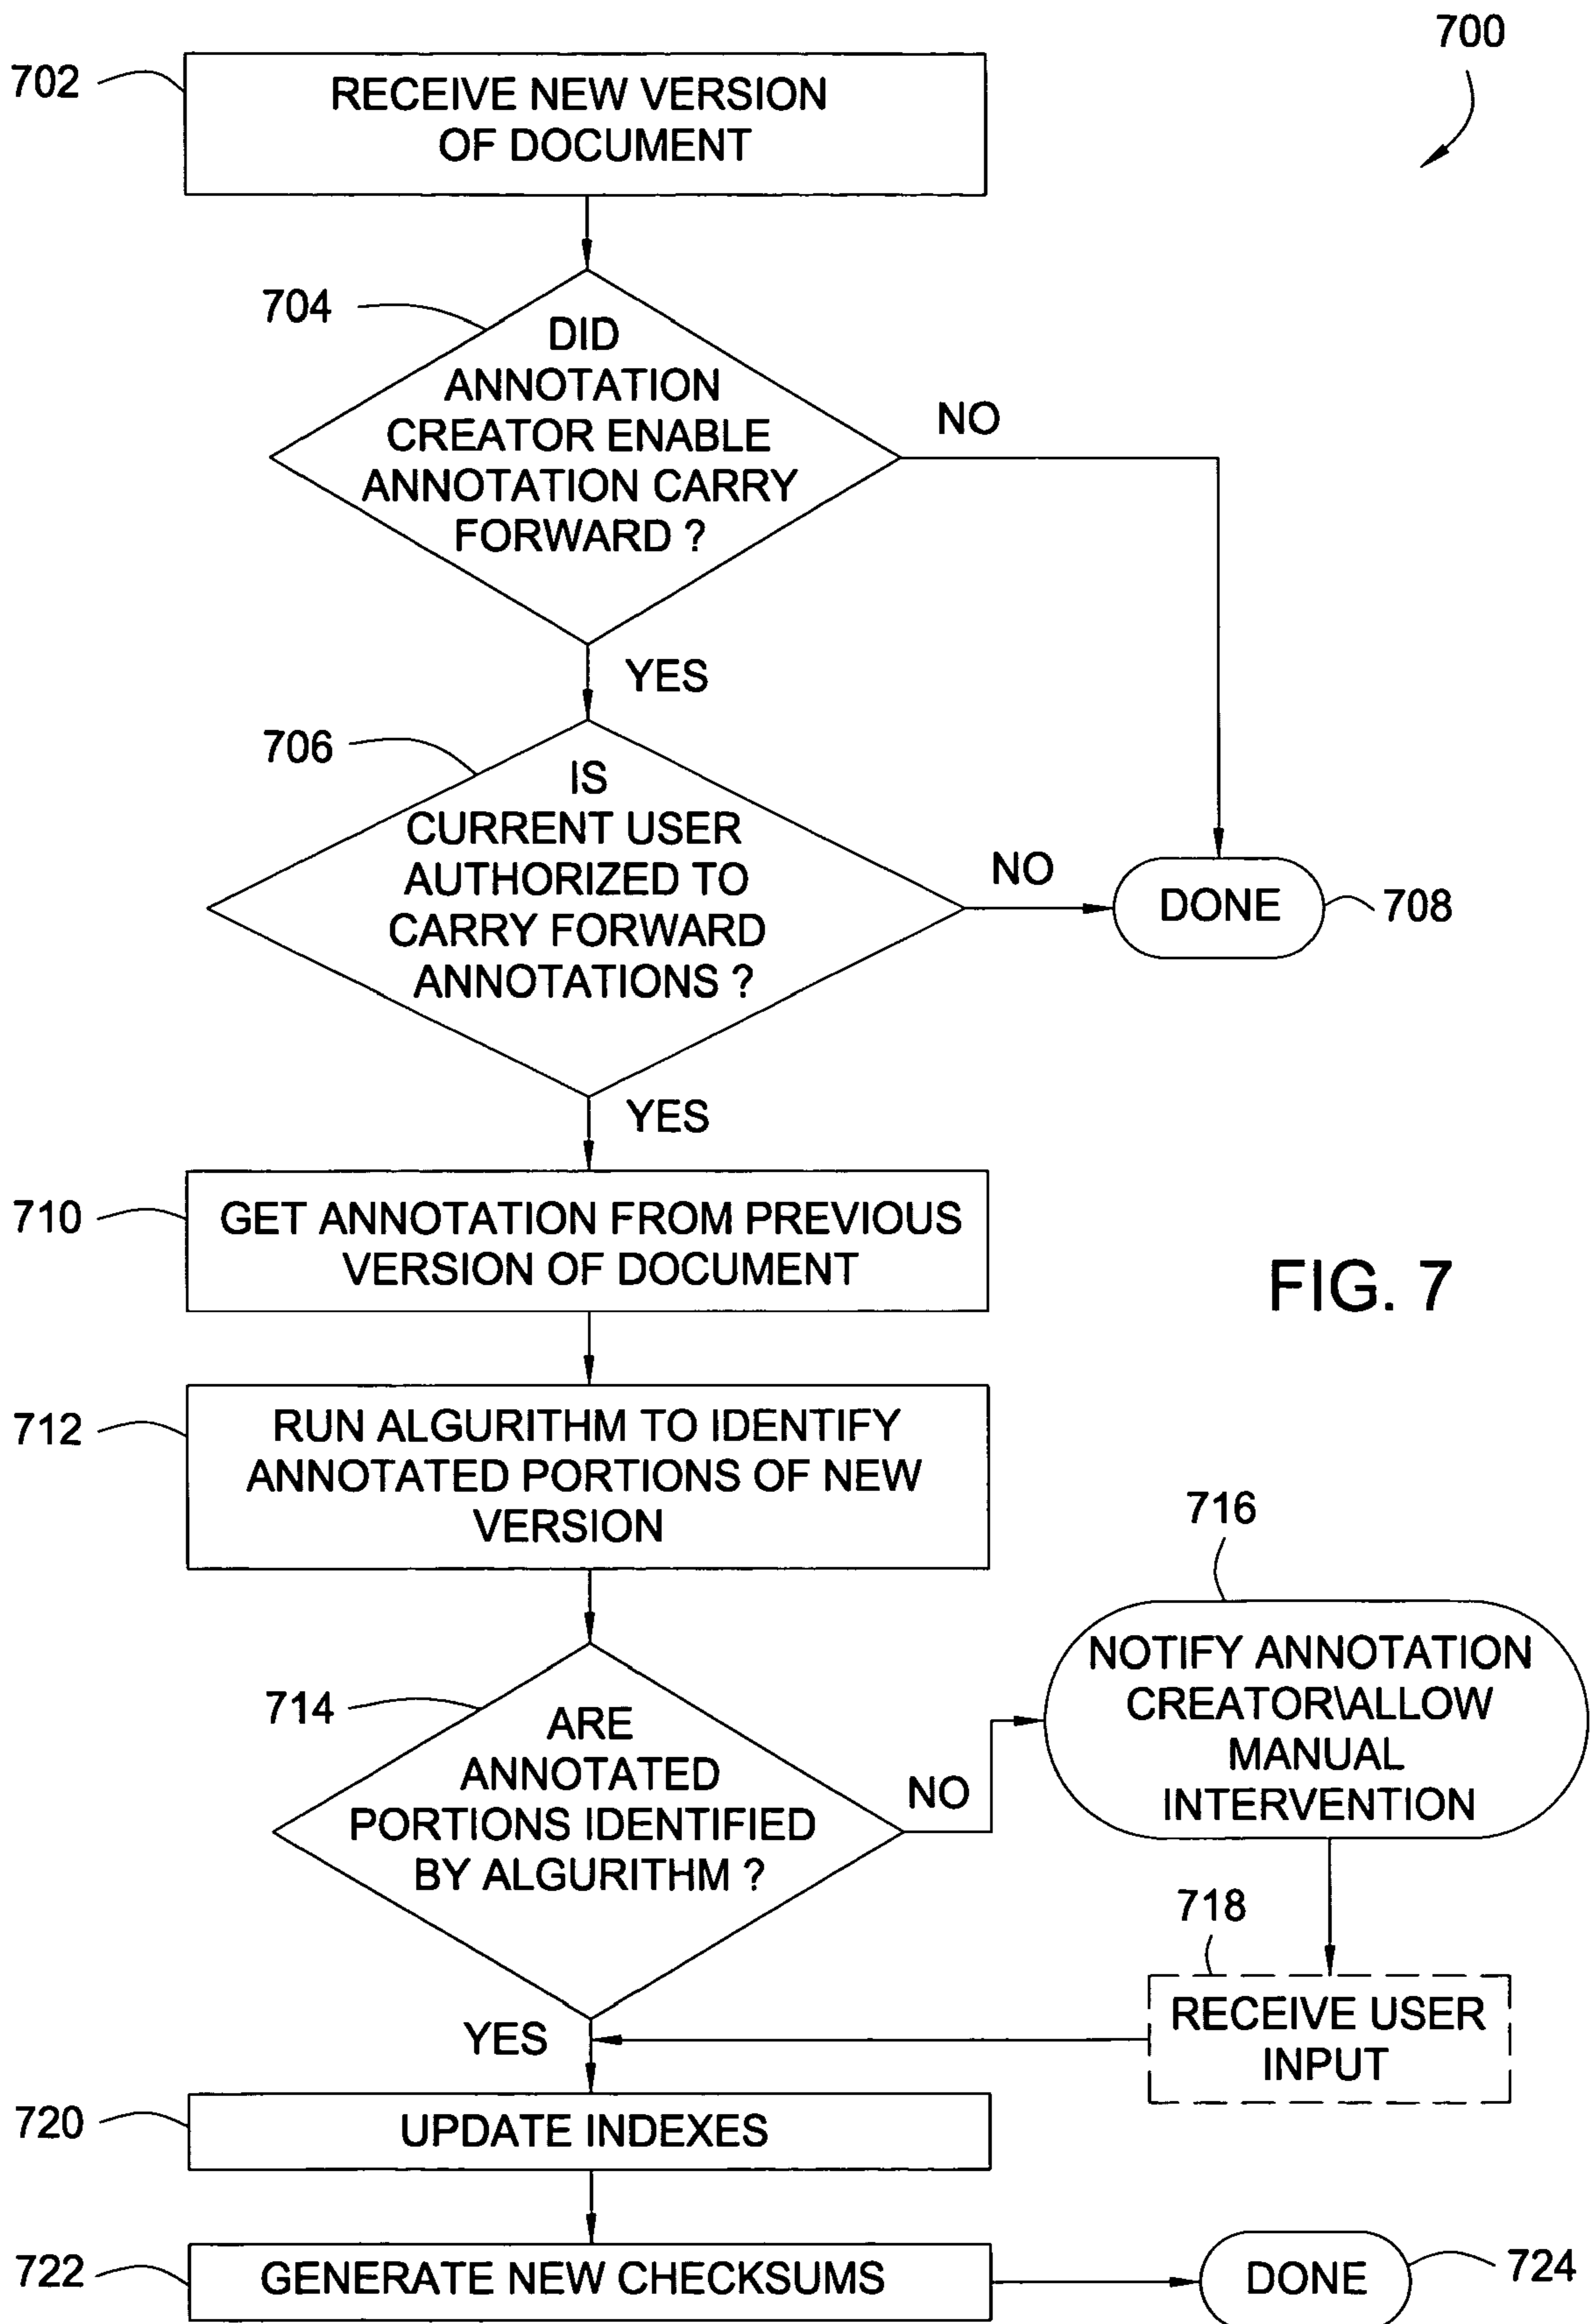 700
702
RECEIVE NEW VERSION
OF DOCUMENT
704
DID
ANNOTATION
CREATOR ENABLE
ANNOTATION CARRY
FORWARD ?
NO
YES
706
IS
CURRENT USER
AUTHORIZED TO
CARRY FORWARD
ANNOTATIONS ?
NO
DONE
708
YES
710
GET ANNOTATION FROM PREVIOUS
VERSION OF DOCUMENT
FIG. 7
712
RUN ALGURITHM TO IDENTIFY
ANNOTATED PORTIONS OF NEW
VERSION
714
ARE
ANNOTATED
PORTIONS IDENTIFIED
BY ALGURITHM ?
NO
716
NOTIFY ANNOTATION
CREATOR\ALLOW
MANUAL
INTERVENTION
718
RECEIVE USER
INPUT
YES
720
UPDATE INDEXES
722
GENERATE NEW CHECKSUMS
DONE
724